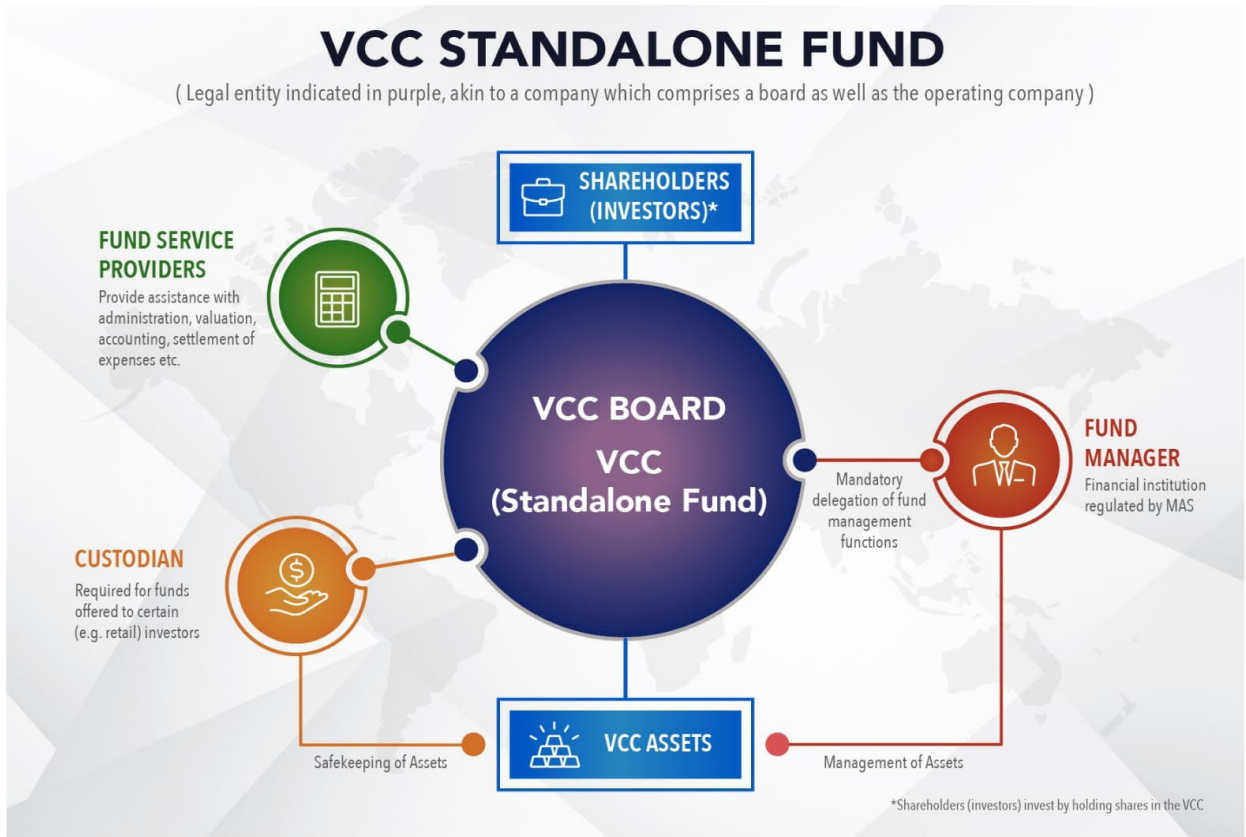 VCC STANDALONE FUND
( Legal entity indicated in purple, akin to a company which comprises a board as well as the operating company )
SHAREHOLDERS
(INVESTORS)*
FUND SERVICE
PROVIDERS
Provide assistance with
administration, valuation,
accounting, settlement of
expenses etc.
VCC BOARD
VCC
(Standalone Fund)
Mandatory
delegation of fund
management
functions
FUND
MANAGER
Financial institution
regulated by MAS
CUSTODIAN
Required for funds
offered to certain
(e.g. retail) investors
$
VCC ASSETS
Safekeeping of Assets
Management of Assets
*Shareholders (investors) invest by holding shares in the VCC